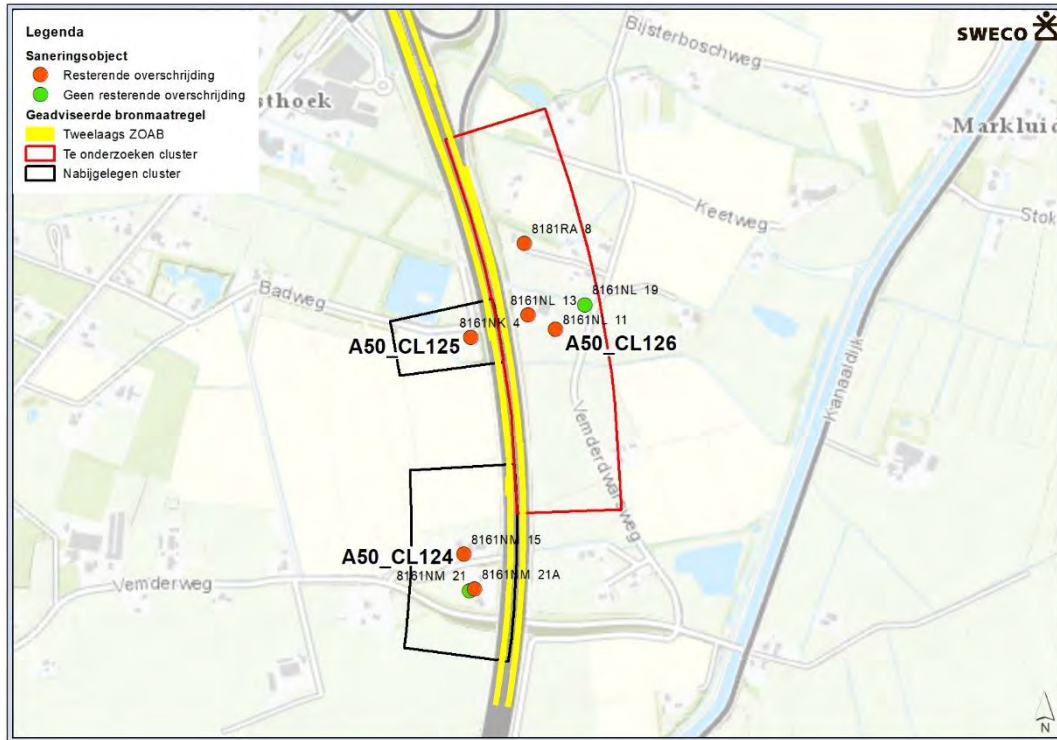 Legenda
Saneringsobject
Resterende overschrijding
Geen resterende overschrijding
Geadviseerde bronmaatregel
Tweelaags ZOAB
Te onderzoeken cluster
Nabijgelegen cluster
SWECO
Bijsterboschweg
sthoek
Markluid
Keetweg
Stok
8181RA 8
8161NL 19
8161NL 13
8161NL 11
Badweg
8161NK 4
A50_CL125
A50_CL126
Kanaaldijk
Vemderdwarsweg
8161NM 15
A50_CL124
8161NM 21
8161NM 21A
Vemderweg
N